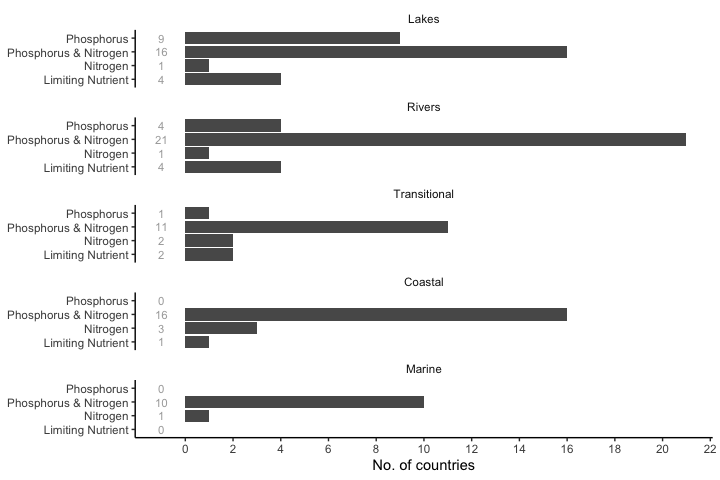 Lakes
Phosphorus 9
Phosphorus & Nitrogen 16
Nitrogen 1
Limiting Nutrient 4
Rivers
Phosphorus 4
Phosphorus & Nitrogen 21
Nitrogen 1
Limiting Nutrient 4
Transitional
Phosphorus 1
Phosphorus & Nitrogen 11
Nitrogen 2
Limiting Nutrient 2
Coastal
Phosphorus 0
Phosphorus & Nitrogen 16
Nitrogen 3
Limiting Nutrient 1
Marine
Phosphorus 0
Phosphorus & Nitrogen 10
Nitrogen 1
Limiting Nutrient 0
0 2 4 6 8 10 12 14 16 18 20 22
No. of countries